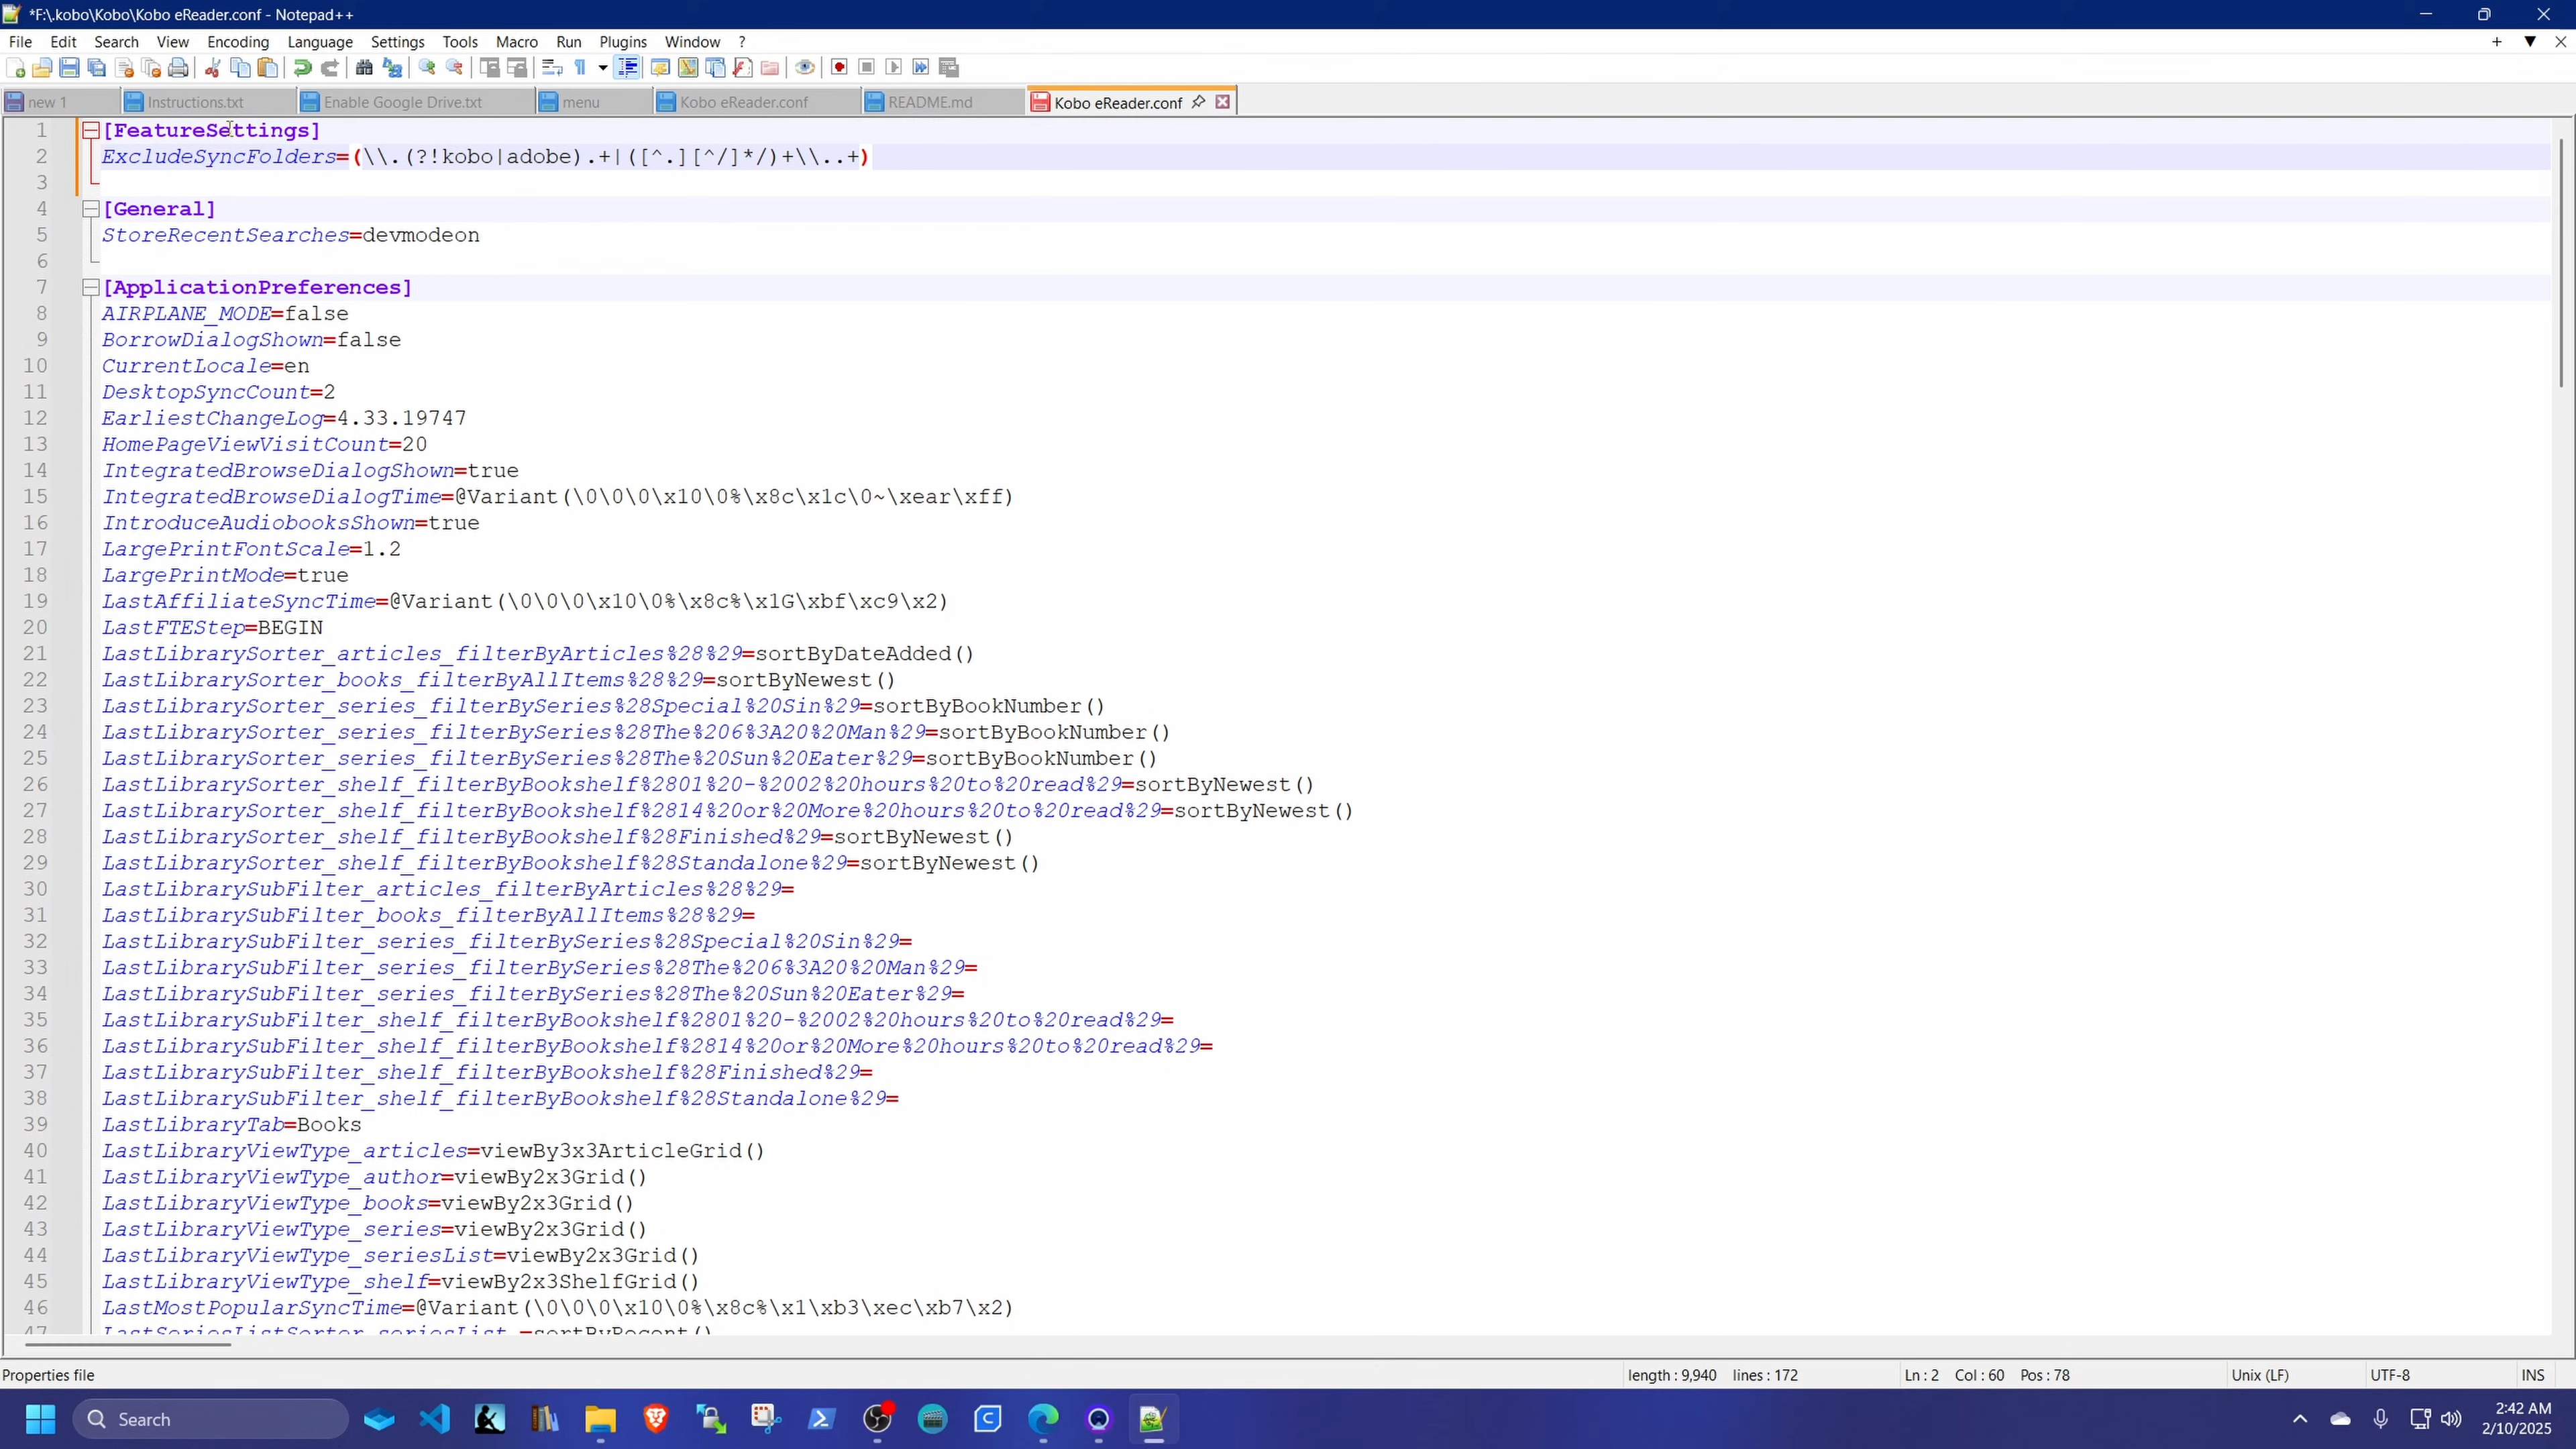 *F:\.kobo\Kobo\Kobo eReader.conf - Notepad++
File Edit Search View Encoding Language Settings Tools Macro Run Plugins Window ?
new 1 Instructions.txt Enable Google Drive.txt menu Kobo eReader.conf README.md Kobo eReader.conf
1 [FeatureSettings]
2 ExcludeSyncFolders=(\\.(?!kobo|adobe).+|([^.][^/]*/)+\\..+)
3
4 [General]
5 StoreRecentSearches=devmodeon
6
7 [ApplicationPreferences]
8 AIRPLANE_MODE=false
9 BorrowDialogShown=false
10 CurrentLocale=en
11 DesktopSyncCount=2
12 EarliestChangeLog=4.33.19747
13 HomePageViewVisitCount=20
14 IntegratedBrowseDialogShown=true
15 IntegratedBrowseDialogTime=@Variant(\0\0\0\x10\0%\x8c\x1c\0~\xear\xff)
16 IntroduceAudiobooksShown=true
17 LargePrintFontScale=1.2
18 LargePrintMode=true
19 LastAffiliateSyncTime=@Variant(\0\0\0\x10\0%\x8c%\x1G\xbf\xc9\x2)
20 LastFTEStep=BEGIN
21 LastLibrarySorter_articles_filterByArticles%28%29=sortByDateAdded()
22 LastLibrarySorter_books_filterByAllItems%28%29=sortByNewest()
23 LastLibrarySorter_series_filterBySeries%28Special%20Sin%29=sortByBookNumber()
24 LastLibrarySorter_series_filterBySeries%28The%206%3A20%20Man%29=sortByBookNumber()
25 LastLibrarySorter_series_filterBySeries%28The%20Sun%20Eater%29=sortByBookNumber()
26 LastLibrarySorter_shelf_filterByBookshelf%2801%20-%2002%20hours%20to%20read%29=sortByNewest()
27 LastLibrarySorter_shelf_filterByBookshelf%2814%20or%20More%20hours%20to%20read%29=sortByNewest()
28 LastLibrarySorter_shelf_filterByBookshelf%28Finished%29=sortByNewest()
29 LastLibrarySorter_shelf_filterByBookshelf%28Standalone%29=sortByNewest()
30 LastLibrarySubFilter_articles_filterByArticles%28%29=
31 LastLibrarySubFilter_books_filterByAllItems%28%29=
32 LastLibrarySubFilter_series_filterBySeries%28Special%20Sin%29=
33 LastLibrarySubFilter_series_filterBySeries%28The%206%3A20%20Man%29=
34 LastLibrarySubFilter_series_filterBySeries%28The%20Sun%20Eater%29=
35 LastLibrarySubFilter_shelf_filterByBookshelf%2801%20-%2002%20hours%20to%20read%29=
36 LastLibrarySubFilter_shelf_filterByBookshelf%2814%20or%20More%20hours%20to%20read%29=
37 LastLibrarySubFilter_shelf_filterByBookshelf%28Finished%29=
38 LastLibrarySubFilter_shelf_filterByBookshelf%28Standalone%29=
39 LastLibraryTab=Books
40 LastLibraryViewType_articles=viewBy3x3ArticleGrid()
41 LastLibraryViewType_author=viewBy2x3Grid()
42 LastLibraryViewType_books=viewBy2x3Grid()
43 LastLibraryViewType_series=viewBy2x3Grid()
44 LastLibraryViewType_seriesList=viewBy2x3Grid()
45 LastLibraryViewType_shelf=viewBy2x3ShelfGrid()
46 LastMostPopularSyncTime=@Variant(\0\0\0\x10\0%\x8c%\x1\xb3\xec\xb7\x2)
47 LastSeriesListSorter_seriesList_=sortByRecent()
Properties file length : 9,940 lines : 172 Ln : 2 Col : 60 Pos : 78 Unix (LF) UTF-8 INS
Search 2:42 AM
2/10/2025